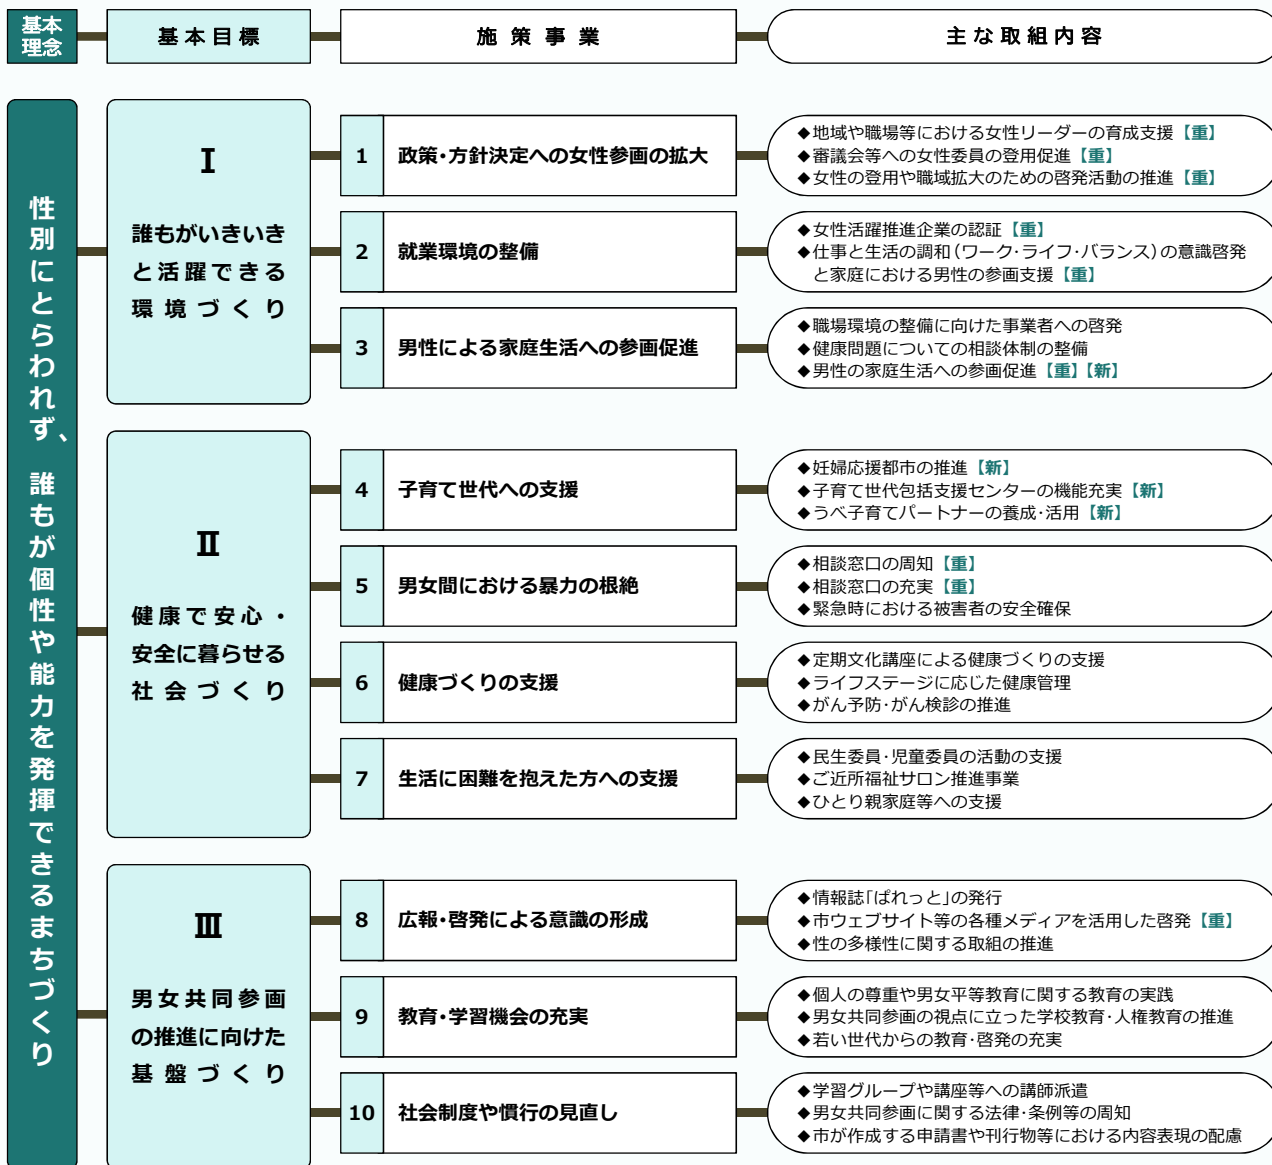 基本
理念
基本目標
施策事業
主な取組内容
性別にとらわれず、誰もが個性や能力を発揮できるまちづくり
Ⅰ
誰もがいきいき
と活躍できる
環境づくり
1
政策・方針決定への女性参画の拡大
◆地域や職場等における女性リーダーの育成支援【重】
◆審議会等への女性委員の登用促進【重】
◆女性の登用や職域拡大のための啓発活動の推進【重】
2
就業環境の整備
◆女性活躍推進企業の認証【重】
◆仕事と生活の調和（ワーク・ライフ・バランス）の意識啓発
と家庭における男性の参画支援【重】
3
男性による家庭生活への参画促進
◆職場環境の整備に向けた事業者への啓発
◆健康問題についての相談体制の整備
◆男性の家庭生活への参画促進【重】【新】
Ⅱ
健康で安心・
安全に暮らせる
社会づくり
4
子育て世代への支援
◆妊婦応援都市の推進【新】
◆子育て世代包括支援センターの機能充実【新】
◆うべ子育てパートナーの養成・活用【新】
5
男女間における暴力の根絶
◆相談窓口の周知【重】
◆相談窓口の充実【重】
◆緊急時における被害者の安全確保
6
健康づくりの支援
◆定期文化講座による健康づくりの支援
◆ライフステージに応じた健康管理
◆がん予防・がん検診の推進
7
生活に困難を抱えた方への支援
◆民生委員・児童委員の活動の支援
◆ご近所福祉サロン推進事業
◆ひとり親家庭等への支援
Ⅲ
男女共同参画
の推進に向けた
基盤づくり
8
広報・啓発による意識の形成
◆情報誌「ぱれっと」の発行
◆市ウェブサイト等の各種メディアを活用した啓発【重】
◆性の多様性に関する取組の推進
9
教育・学習機会の充実
◆個人の尊重や男女平等教育に関する教育の実践
◆男女共同参画の視点に立った学校教育・人権教育の推進
◆若い世代からの教育・啓発の充実
10
社会制度や慣行の見直し
◆学習グループや講座等への講師派遣
◆男女共同参画に関する法律・条例等の周知
◆市が作成する申請書や刊行物等における内容表現の配慮